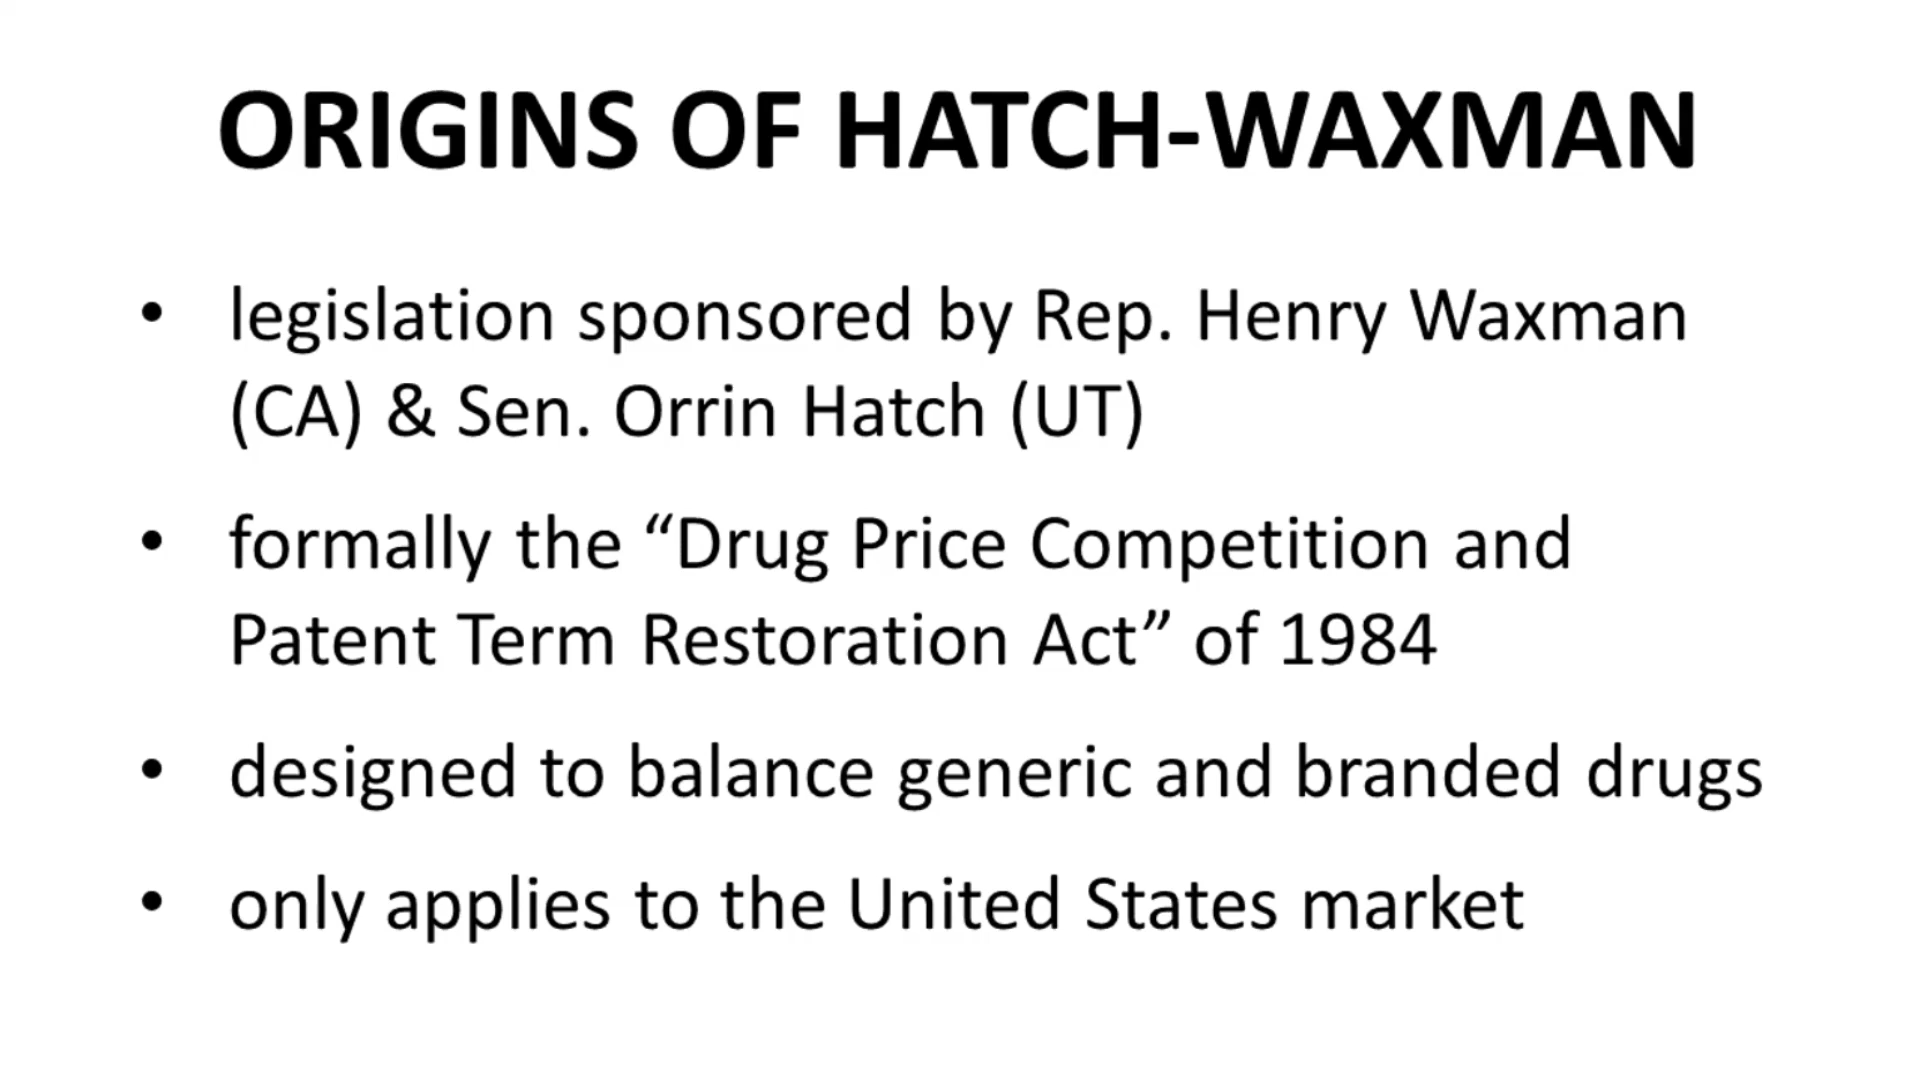 ORIGINS OF HATCH-WAXMAN
• legislation sponsored by Rep. Henry Waxman
(CA) & Sen. Orrin Hatch (UT)
• formally the “Drug Price Competition and
Patent Term Restoration Act” of 1984
• designed to balance generic and branded drugs
• only applies to the United States market